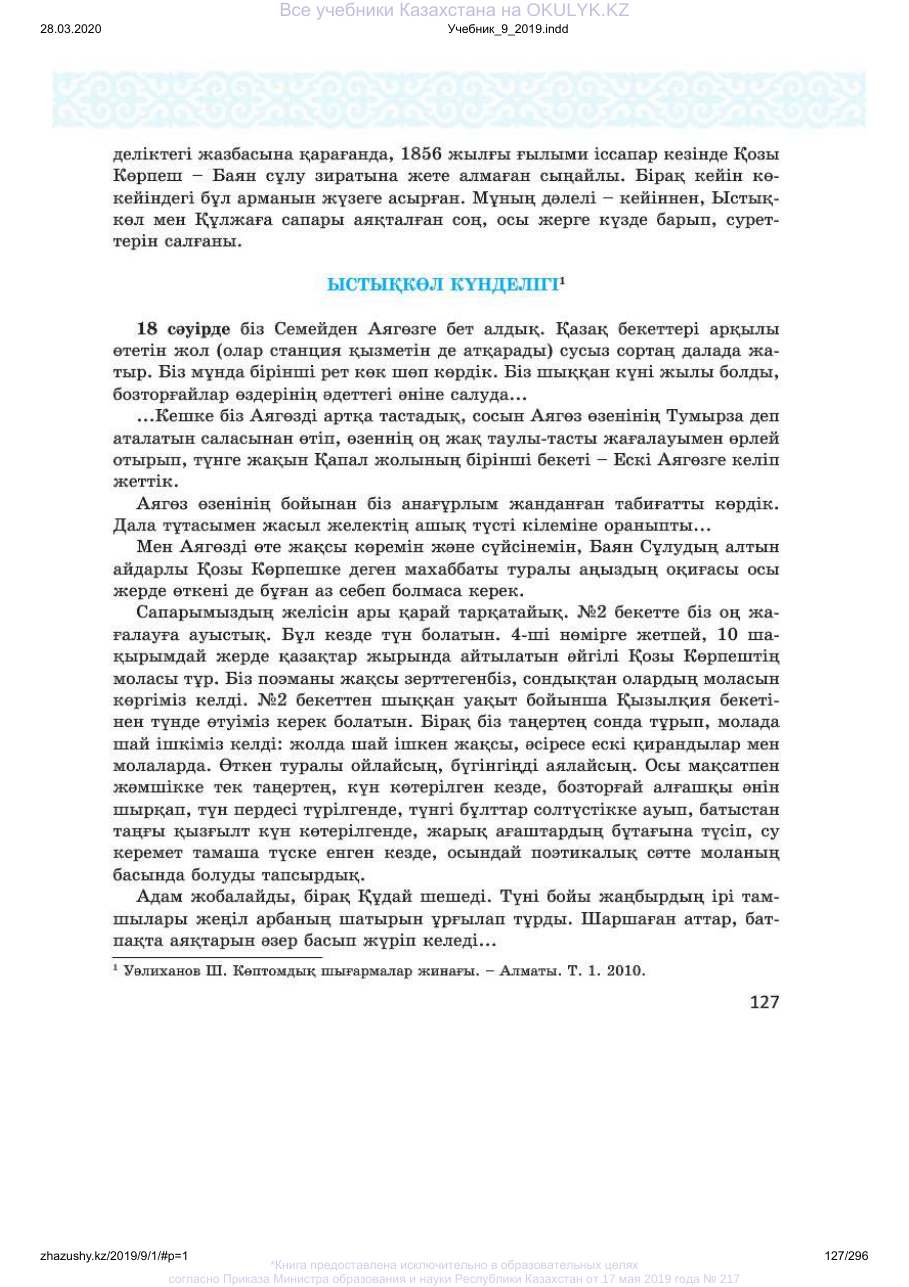 Все учебники Казахстана на OKULYK.KZ
28.03.2020 Учебник_9_2019.indd
деліктегі жазбасына қарағанда, 1856 жылғы ғылыми іссапар кезінде Қозы
Көрпеш – Баян сұлу зиратына жете алмаған сыңайлы. Бірақ кейін кө-
кейіндегі бұл арманын жүзеге асырған. Мұның дәлелі – кейіннен, Ыстық-
көл мен Құлжаға сапары аяқталған соң, осы жерге күзде барып, сурет-
терін салғаны.
ЫСТЫҚКӨЛ КҮНДЕЛІГІ¹
18 сәуірде біз Семейден Аягөзге бет алдық. Қазақ бекеттері арқылы
өтетін жол (олар станция қызметін де атқарады) сусыз сортаң далада жа-
тыр. Біз мұнда бірінші рет көк шөп көрдік. Біз шыққан күні жылы болды,
бозторғайлар өздерінің әдеттегі әніне салуда...
...Кешке біз Аягөзді артқа тастадық, сосын Аягөз өзенінің Тумырза деп
аталатын саласынан өтіп, өзеннің оң жақ таулы-тасты жағалауымен өрлей
отырып, түнге жақын Қапал жолының бірінші бекеті – Ескі Аягөзге келіп
жеттік.
Аягөз өзенінің бойынан біз анағұрлым жанданған табиғатты көрдік.
Дала тұтасымен жасыл желектің ашық түсті кілеміне ораныпты...
Мен Аягөзді өте жақсы көремін және сүйсінемін, Баян Сұлудың алтын
айдарлы Қозы Көрпешке деген махаббаты туралы аңыздың оқиғасы осы
жерде өткені де бұған аз себеп болмаса керек.
Сапарымыздың желісін ары қарай тарқатайық. №2 бекетте біз оң жа-
ғалауға ауыстық. Бұл кезде түн болатын. 4-ші нөмірге жетпей, 10 ша-
қырымдай жерде қазақтар жырында айтылатын әйгілі Қозы Көрпештің
моласы тұр. Біз поэманы жақсы зерттегенбіз, сондықтан олардың моласын
көргіміз келді. №2 бекеттен шыққан уақыт бойынша Қызылқия бекеті-
нен түнде өтуіміз керек болатын. Бірақ біз таңертең сонда тұрып, молада
шай ішкіміз келді: жолда шай ішкен жақсы, әсіресе ескі қирандылар мен
молаларда. Өткен туралы ойлайсың, бүгінгіңді аялайсың. Осы мақсатпен
жәмшікке тек таңертең, күн көтерілген кезде, бозторғай алғашқы әнін
шырқап, түн пердесі түрілгенде, түнгі бұлттар солтүстікке ауып, батыстан
таңғы қызғылт күн көтерілгенде, жарық ағаштардың бұтағына түсіп, су
керемет тамаша түске енген кезде, осындай поэтикалық сәтте моланың
басында болуды тапсырдық.
Адам жобалайды, бірақ Құдай шешеді. Түні бойы жаңбырдың ірі там-
шылары жеңіл арбаның шатырын ұрғылап тұрды. Шаршаған аттар, бат-
пақта аяқтарын әзер басып жүріп келеді...
¹ Уәлиханов Ш. Көптомдық шығармалар жинағы. – Алматы. Т. 1. 2010.
127
zhazushy.kz/2019/9/1/#p=1 127/296
*Книга предоставлена исключительно в образовательных целях
согласно Приказа Министра образования и науки Республики Казахстан от 17 мая 2019 года № 217